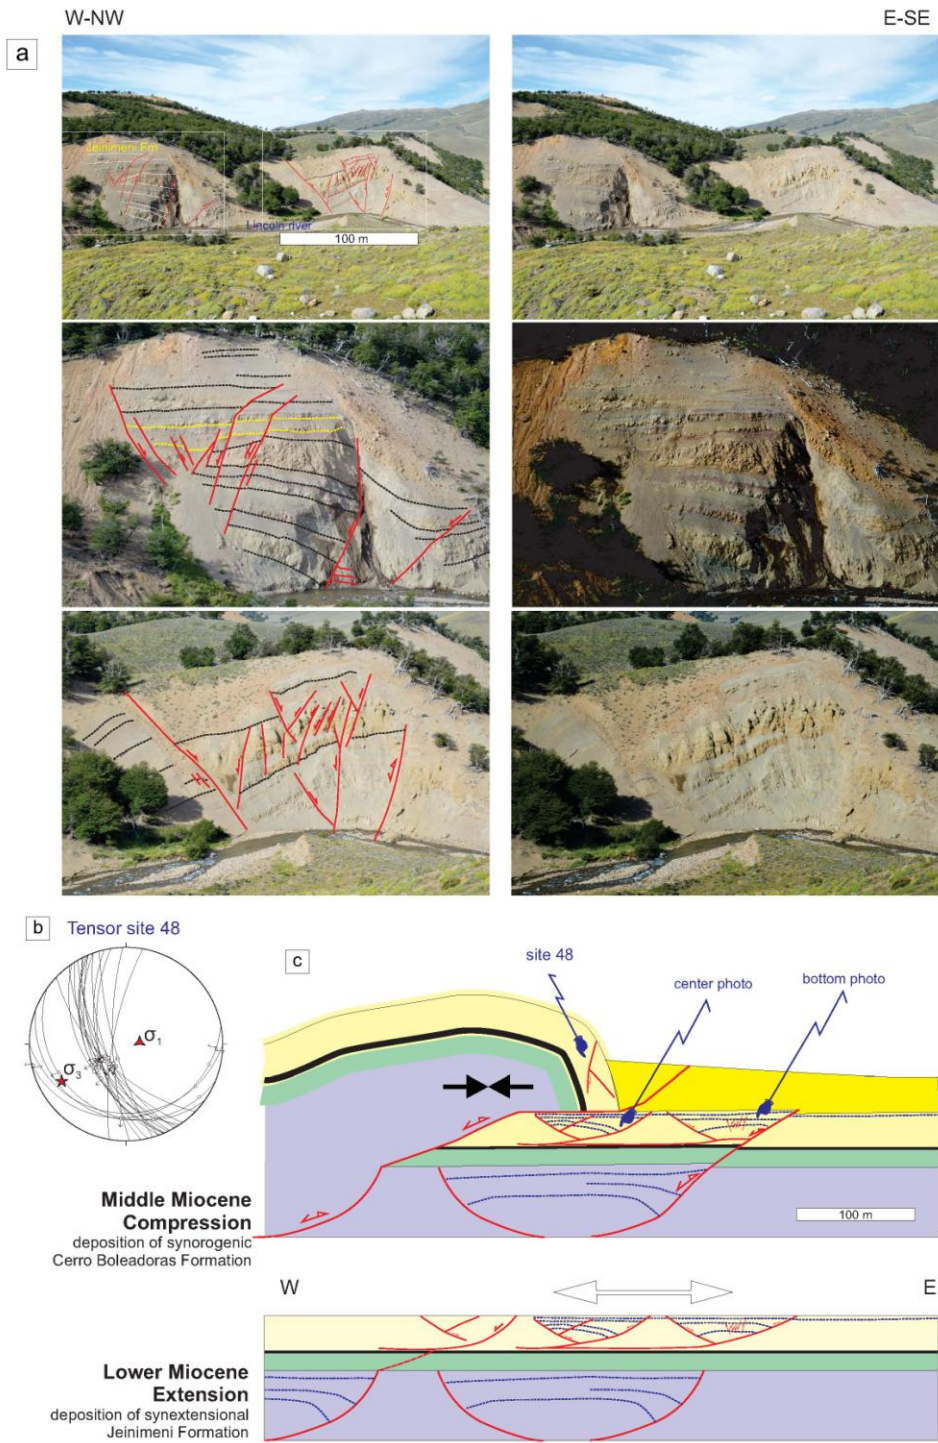 W-NW
E-SE
a
Jeinimeni Fm
Lincoln river
100 m
b
Tensor site 48
σ1
σ3
c
site 48
center photo
bottom photo
Middle Miocene
Compression
deposition of synorogenic
Cerro Boleadoras Formation
100 m
W
E
Lower Miocene
Extension
deposition of synextensional
Jeinimeni Formation